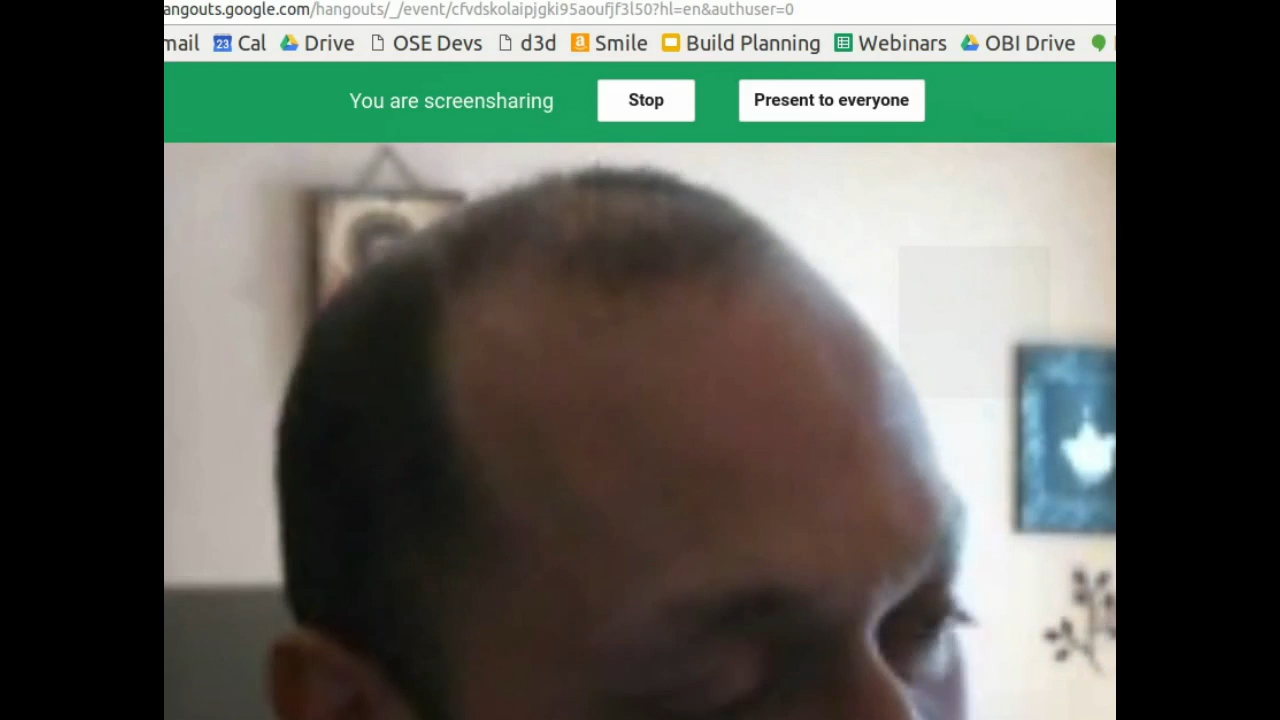 angouts.google.com/hangouts/_/event/cfvdskolaipjgki95aoufjf3l50?hl=en&authuser=0
mail 23 Cal Drive OSE Devs d3d a Smile Build Planning Webinars OBI Drive
You are screensharing Stop Present to everyone